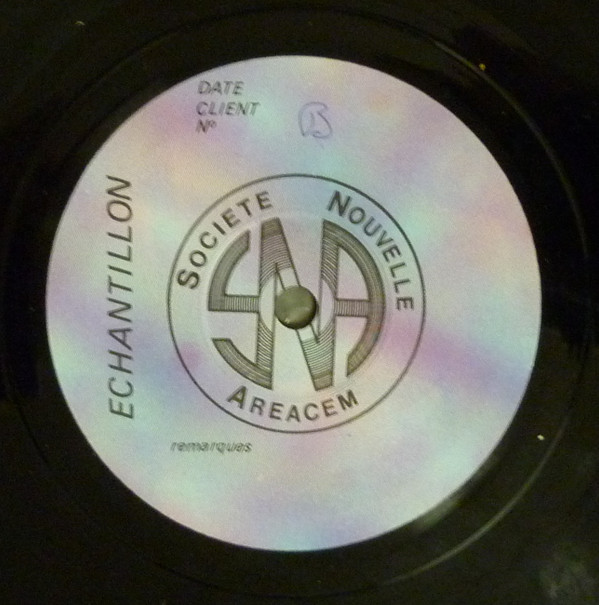 DATE
CLIENT
Nº
B
ECHANTILLON
SOCIETE NOUVELLE
SNA
AREACEM
remarques